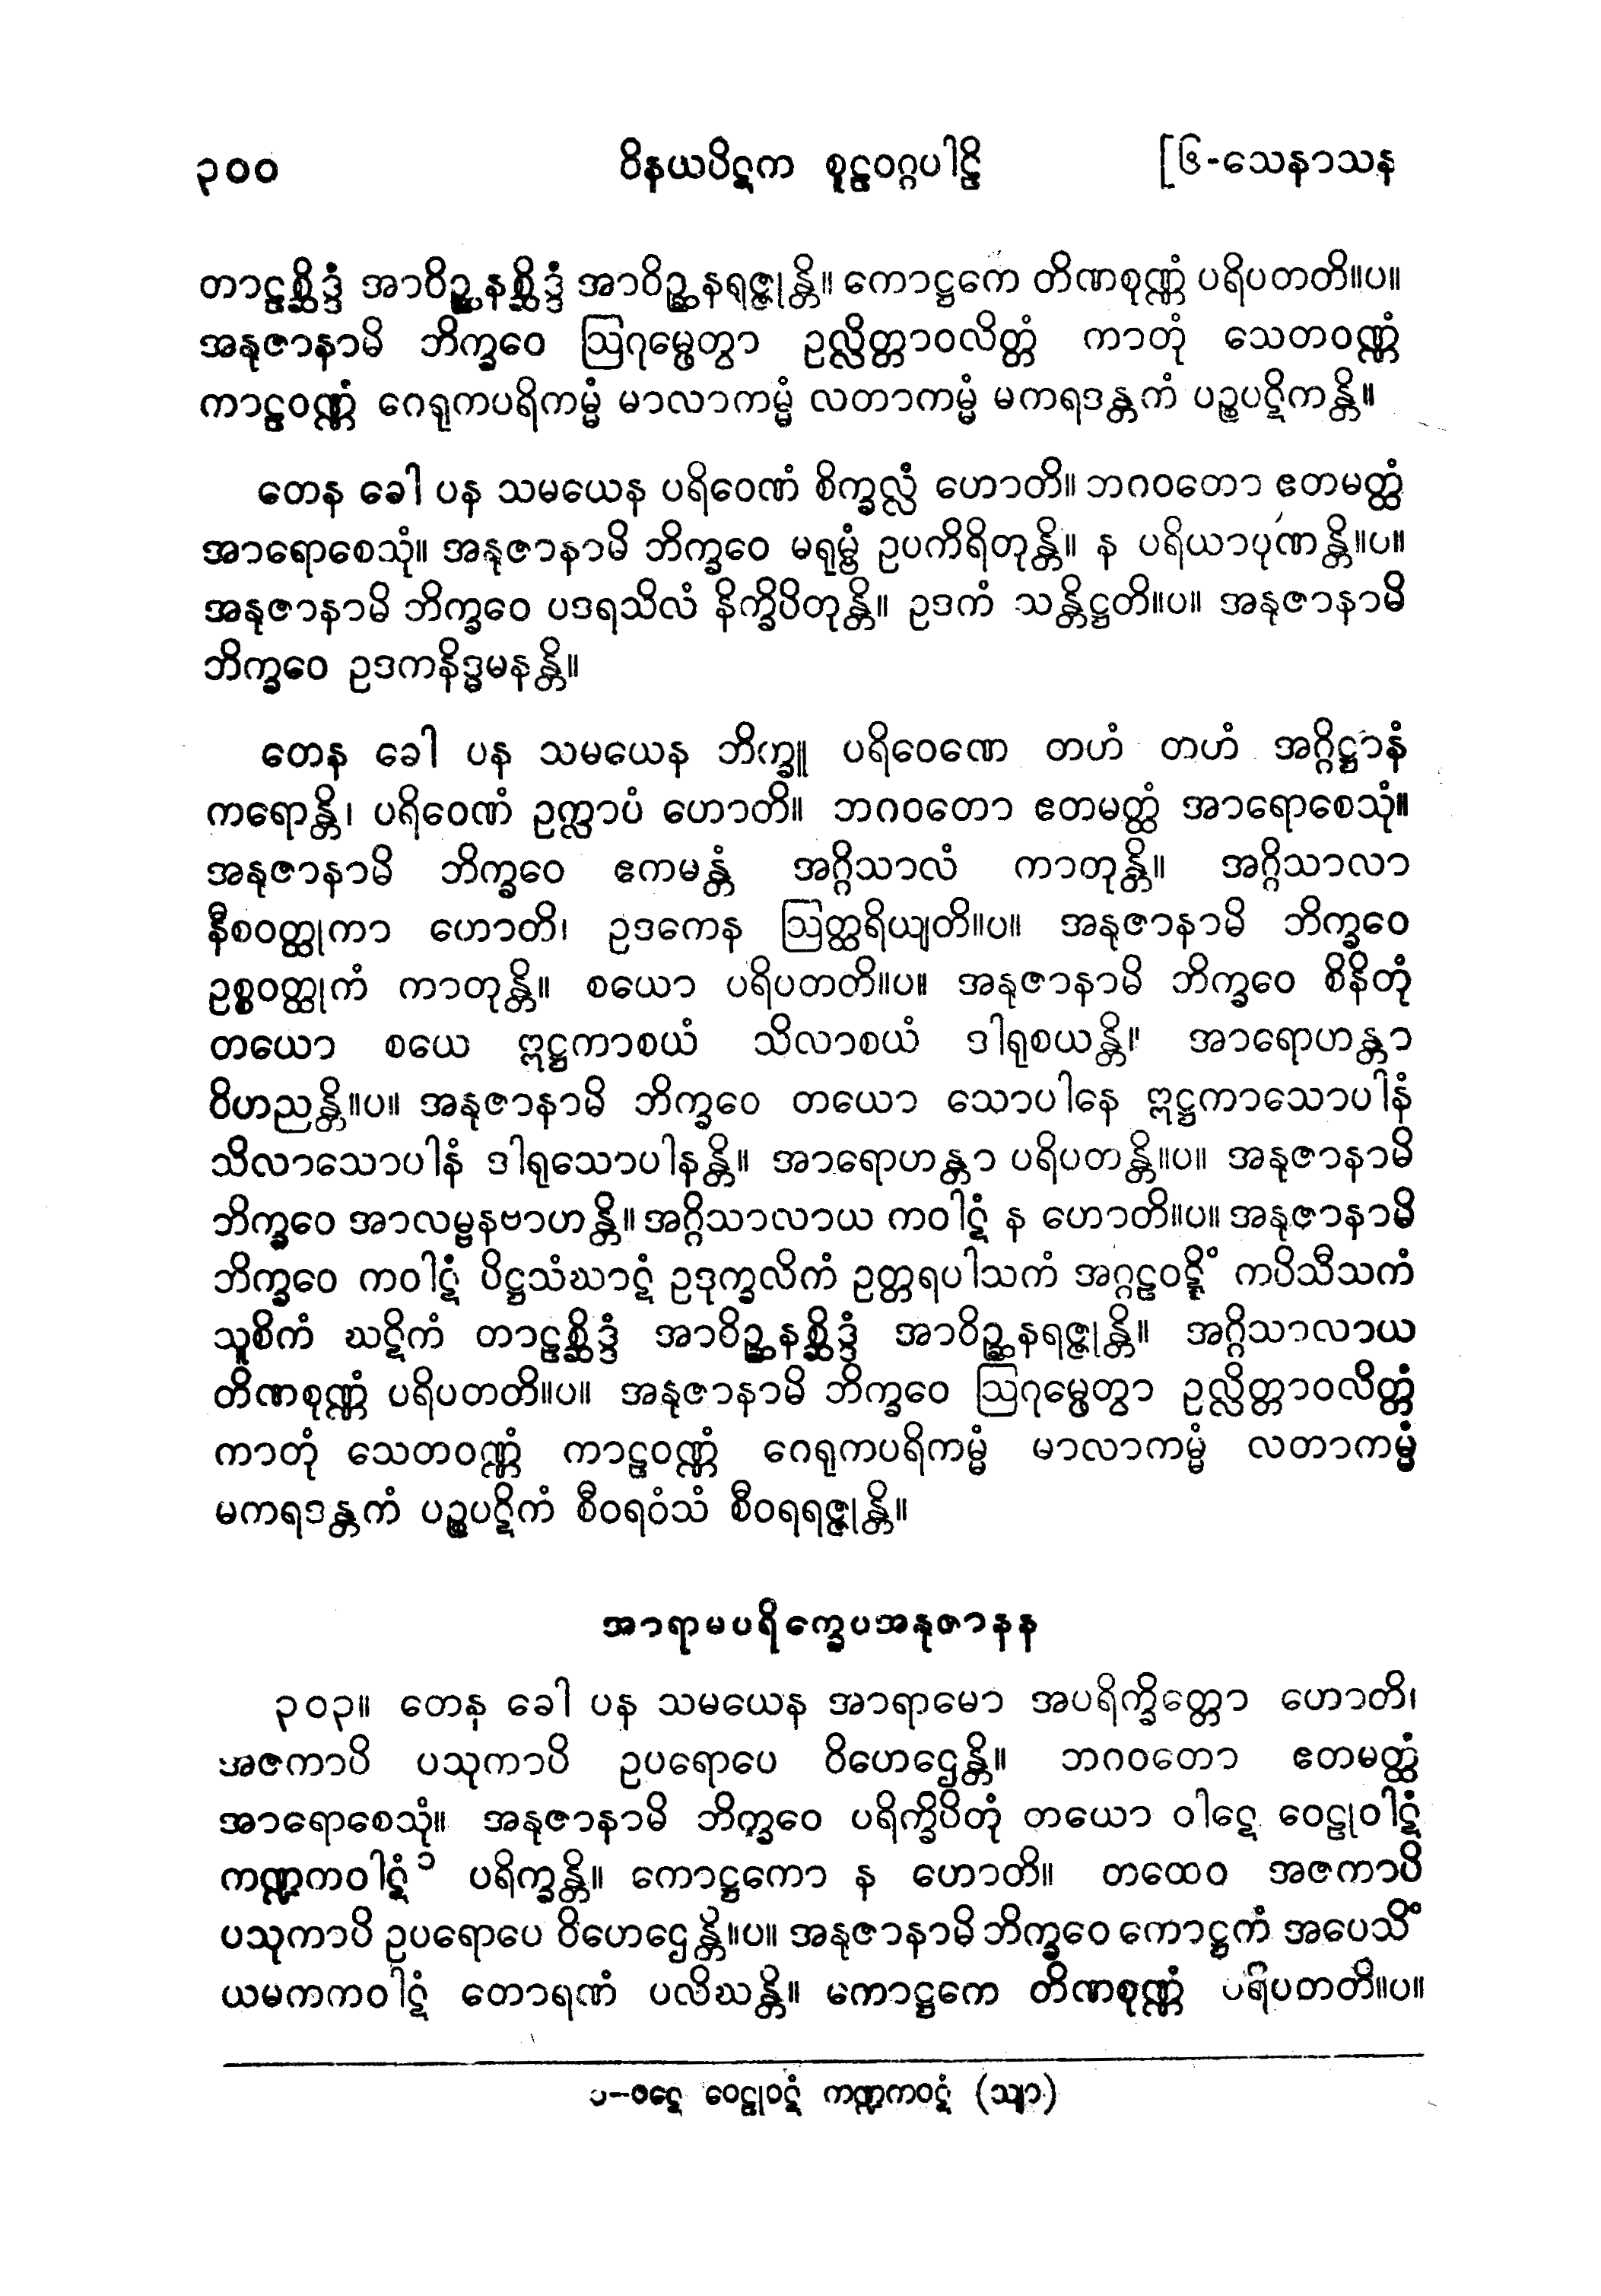 ၃၀၀ ဝိနယပိဋက စူဠဝဂ္ဂပါဠိ [၆-သေနာသန
တာဠစ္ဆိဒ္ဒံ အာဝိဉ္ဆနစ္ဆိဒ္ဒံ အာဝိဉ္ဆနရဇ္ဇုန္တိ။ ကောဋ္ဌကေ တိဏစုဏ္ဏံ ပရိပတတိ။ပ။
အနုဇာနာမိ ဘိက္ခဝေ ဩဂုမ္ဖေတွာ ဥလ္လိတ္တာဝလိတ္တံ ကာတုံ သေတဝဏ္ဏံ
ကာဠဝဏ္ဏံ ဂေရုကပရိကမ္မံ မာလာကမ္မံ လတာကမ္မံ မကရဒန္တကံ ပဉ္စပဋိကန္တိ။
တေန ခေါ ပန သမယေန ပရိဝေဏံ စိက္ခလ္လံ ဟောတိ။ ဘဂဝတော ဧတမတ္ထံ
အာရောစေသုံ။ အနုဇာနာမိ ဘိက္ခဝေ မရုမ္ဗံ ဥပကိရိတုန္တိ။ န ပရိယာပုဏန္တိ။ပ။
အနုဇာနာမိ ဘိက္ခဝေ ပဒရသိလံ နိက္ခိပိတုန္တိ။ ဥဒကံ သန္တိဋ္ဌတိ။ပ။ အနုဇာနာမိ
ဘိက္ခဝေ ဥဒကနိဒ္ဓမနန္တိ။
တေန ခေါ ပန သမယေန ဘိက္ခူ ပရိဝေဏေ တဟံ တဟံ အဂ္ဂိဋ္ဌာနံ
ကရောန္တိ၊ ပရိဝေဏံ ဥက္လာပံ ဟောတိ။ ဘဂဝတော ဧတမတ္ထံ အာရောစေသုံ။
အနုဇာနာမိ ဘိက္ခဝေ ဧကမန္တံ အဂ္ဂိသာလံ ကာတုန္တိ။ အဂ္ဂိသာလာ
နီစဝတ္ထုကာ ဟောတိ၊ ဥဒကေန ဩတ္ထရိယျတိ။ပ။ အနုဇာနာမိ ဘိက္ခဝေ
ဥစ္စဝတ္ထုကံ ကာတုန္တိ။ စယော ပရိပတတိ။ပ။ အနုဇာနာမိ ဘိက္ခဝေ စိနိတုံ
တယော စယေ ဣဋ္ဌကာစယံ သိလာစယံ ဒါရုစယန္တိ။ အာရောဟန္တာ
ဝိဟညန္တိ။ပ။ အနုဇာနာမိ ဘိက္ခဝေ တယော သောပါနေ ဣဋ္ဌကာသောပါနံ
သိလာသောပါနံ ဒါရုသောပါနန္တိ။ အာရောဟန္တာ ပရိပတန္တိ။ပ။ အနုဇာနာမိ
ဘိက္ခဝေ အာလမ္ဗနဗာဟန္တိ။ အဂ္ဂိသာလာယ ကဝါဋံ န ဟောတိ။ပ။ အနုဇာနာမိ
ဘိက္ခဝေ ကဝါဋံ ပိဋ္ဌသံဃာဋံ ဥဒုက္ခလိကံ ဥတ္တရပါသကံ အဂ္ဂဠဝဋ္ဋိံ ကပိသီသကံ
သူစိကံ ဃဋိကံ တာဠစ္ဆိဒ္ဒံ အာဝိဉ္ဆနစ္ဆိဒ္ဒံ အာဝိဉ္ဆနရဇ္ဇုန္တိ။ အဂ္ဂိသာလာယ
တိဏစုဏ္ဏံ ပရိပတတိ။ပ။ အနုဇာနာမိ ဘိက္ခဝေ ဩဂုမ္ဖေတွာ ဥလ္လိတ္တာဝလိတ္တံ
ကာတုံ သေတဝဏ္ဏံ ကာဠဝဏ္ဏံ ဂေရုကပရိကမ္မံ မာလာကမ္မံ လတာကမ္မံ
မကရဒန္တကံ ပဉ္စပဋိကံ စီဝရဝံသံ စီဝရရဇ္ဇုန္တိ။
အာရာမပရိက္ခေပအနုဇာနန
၃၀၃။ တေန ခေါ ပန သမယေန အာရာမော အပရိက္ခိတ္တော ဟောတိ၊
အဇကာပိ ပသုကာပိ ဥပရောပေ ဝိဟေဌေန္တိ။ ဘဂဝတော ဧတမတ္ထံ
အာရောစေသုံ။ အနုဇာနာမိ ဘိက္ခဝေ ပရိက္ခိပိတုံ တယော ဝါဋေ ဝေဠုဝါဋံ
ကဏ္ဍကဝါဋံ ၁ ပရိက္ခန္တိ။ ကောဋ္ဌကော န ဟောတိ။ တထေဝ အဇကာပိ
ပသုကာပိ ဥပရောပေ ဝိဟေဌေန္တိ။ပ။ အနုဇာနာမိ ဘိက္ခဝေ ကောဋ္ဌကံ အပေသိံ
ယမကကဝါဋံ တောရဏံ ပလိဃန္တိ။ ကောဋ္ဌကေ တိဏစုဏ္ဏံ ပရိပတတိ။ပ။
၁-ဝဋေ ဝေဠုဝဋံ ကဏ္ဍကဝဋံ (သျာ)